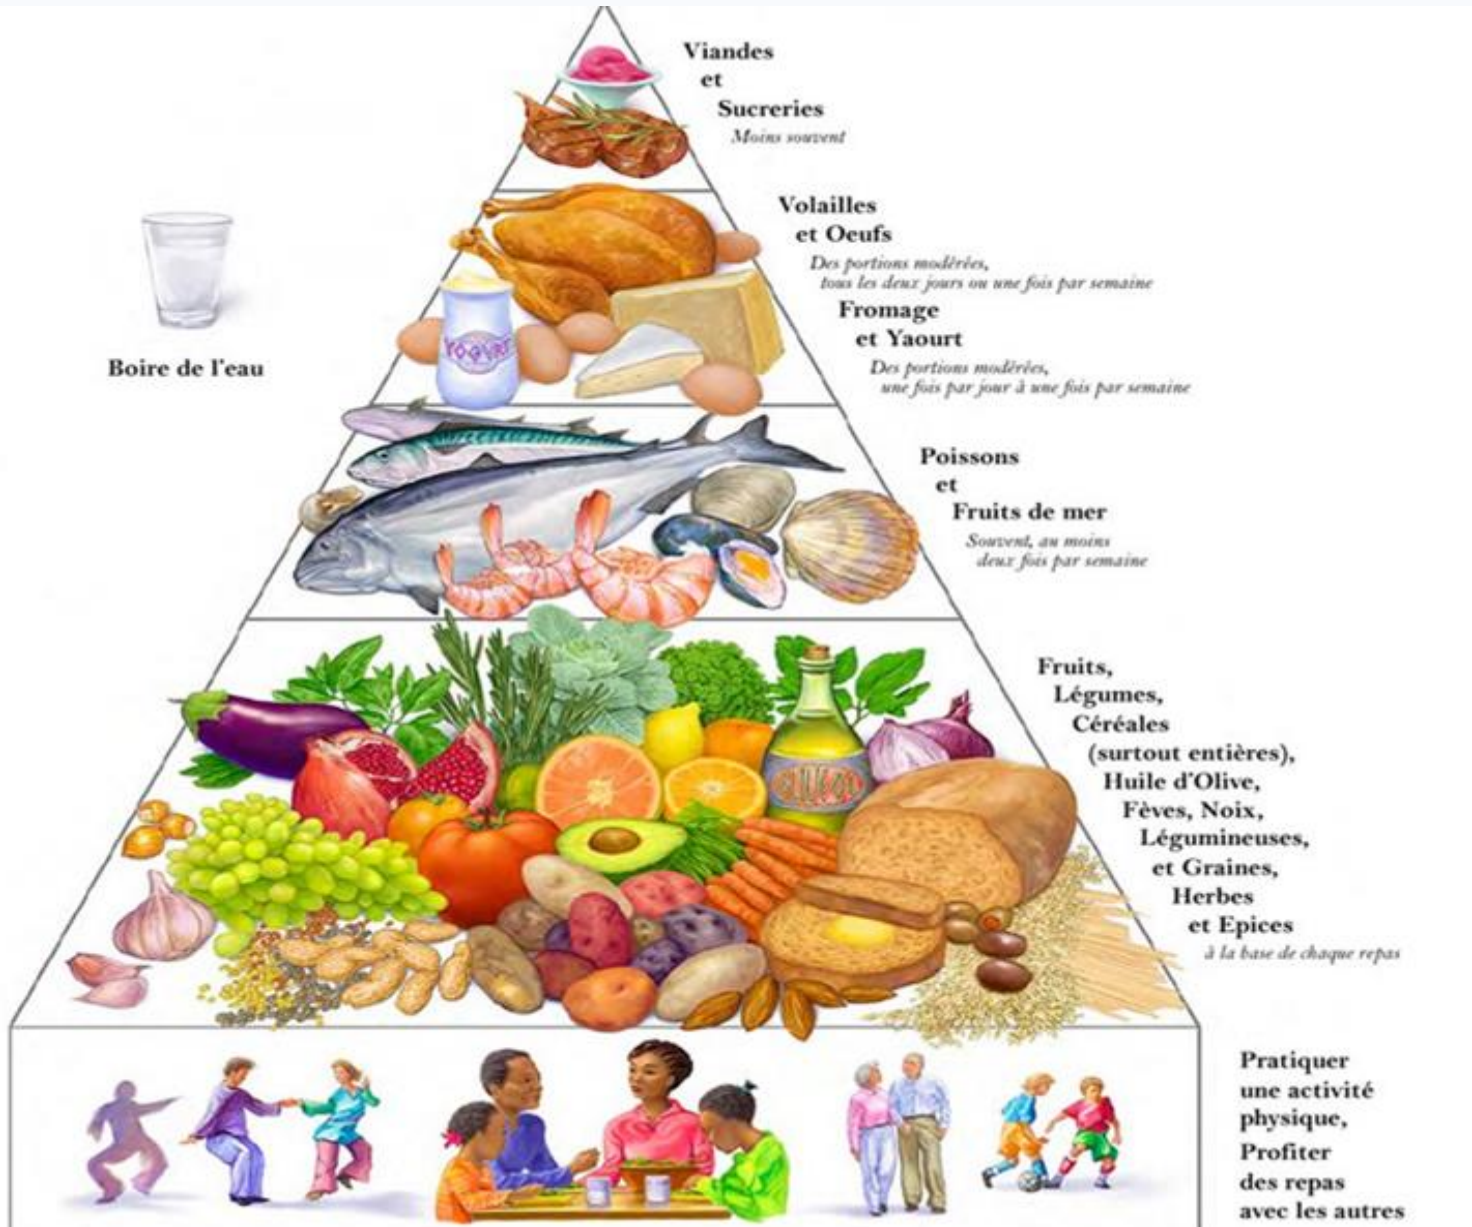 Viandes
et
Sucreries
Moins souvent
Volailles
et Oeufs
Des portions modérées,
tous les deux jours ou une fois par semaine
Fromage
et Yaourt
Des portions modérées,
une fois par jour à une fois par semaine
YOGURT
Boire de l'eau
Poissons
et
Fruits de mer
Souvent, au moins
deux fois par semaine
Fruits,
Légumes,
Céréales
(surtout entières),
Huile d'Olive,
Fèves, Noix,
Légumineuses,
et Graines,
Herbes
et Epices
à la base de chaque repas
Pratiquer
une activité
physique,
Profiter
des repas
avec les autres